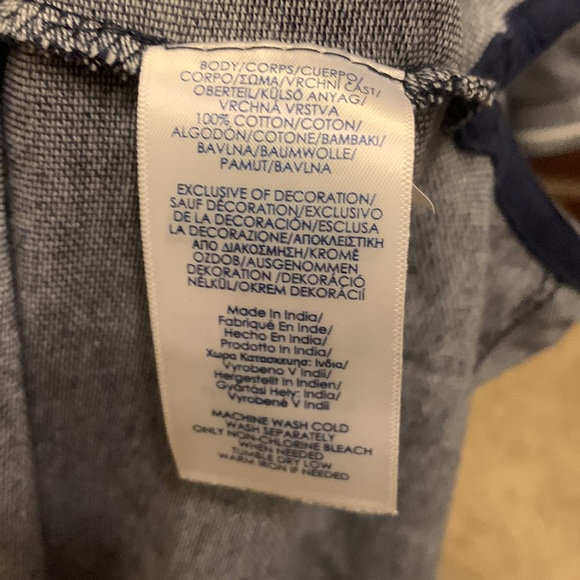 BODY/CORPS/CUERPO/
CORPO/ΣΩΜΑ/VRCHNÍ ČÁST/
OBERTEIL/KÜLSŐ ANYAG/
VRCHNÁ VRSTVA
100% COTTON/COTON/
ALGODÓN/COTONE/BAMBAKI/
BAVLNA/BAUMWOLLE/
PAMUT/BAVLNA
EXCLUSIVE OF DECORATION/
SAUF DÉCORATION/EXCLUSIVO
DE LA DECORACIÓN/ESCLUSA
LA DECORAZIONE/ΑΠΟΚΛΕΙΣΤΙΚΗ
ΑΠΟ ΔΙΑΚΟΣΜΗΣΗ/KROMĚ
OZDOB/AUSGENOMMEN
DEKORATION/DEKORÁCIÓ
NÉLKÜL/OKREM DEKORÁCIÍ
Made In India/
Fabriqué En Inde/
Hecho En India/
Prodotto In India/
Χωρα Κατασκευης: Ινδια/
Vyrobeno V Indii/
Hergestellt In Indien/
Gyártási Hely: India/
Vyrobené V Indii
MACHINE WASH COLD
WASH SEPARATELY
ONLY NON-CHLORINE BLEACH
WHEN NEEDED
TUMBLE DRY LOW
WARM IRON IF NEEDED